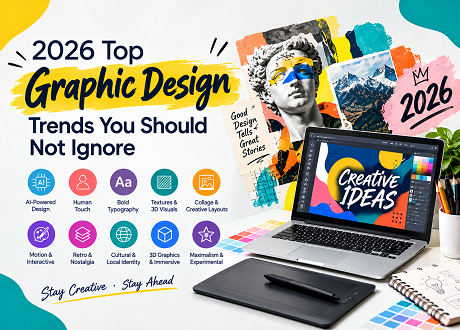 2026 Top
Graphic Design
Trends You Should
Not Ignore
AI-Powered
Design
Human
Touch
Aa
Bold
Typography
Textures &
3D Visuals
Collage &
Creative Layouts
Motion &
Interactive
Retro &
Nostalgia
Cultural &
Local Identity
3D Graphics
& Immersive
Maximalism &
Experimental
Stay Creative · Stay Ahead
Good
Design
Tells
Great
Stories
2026
CREATIVE
IDEAS